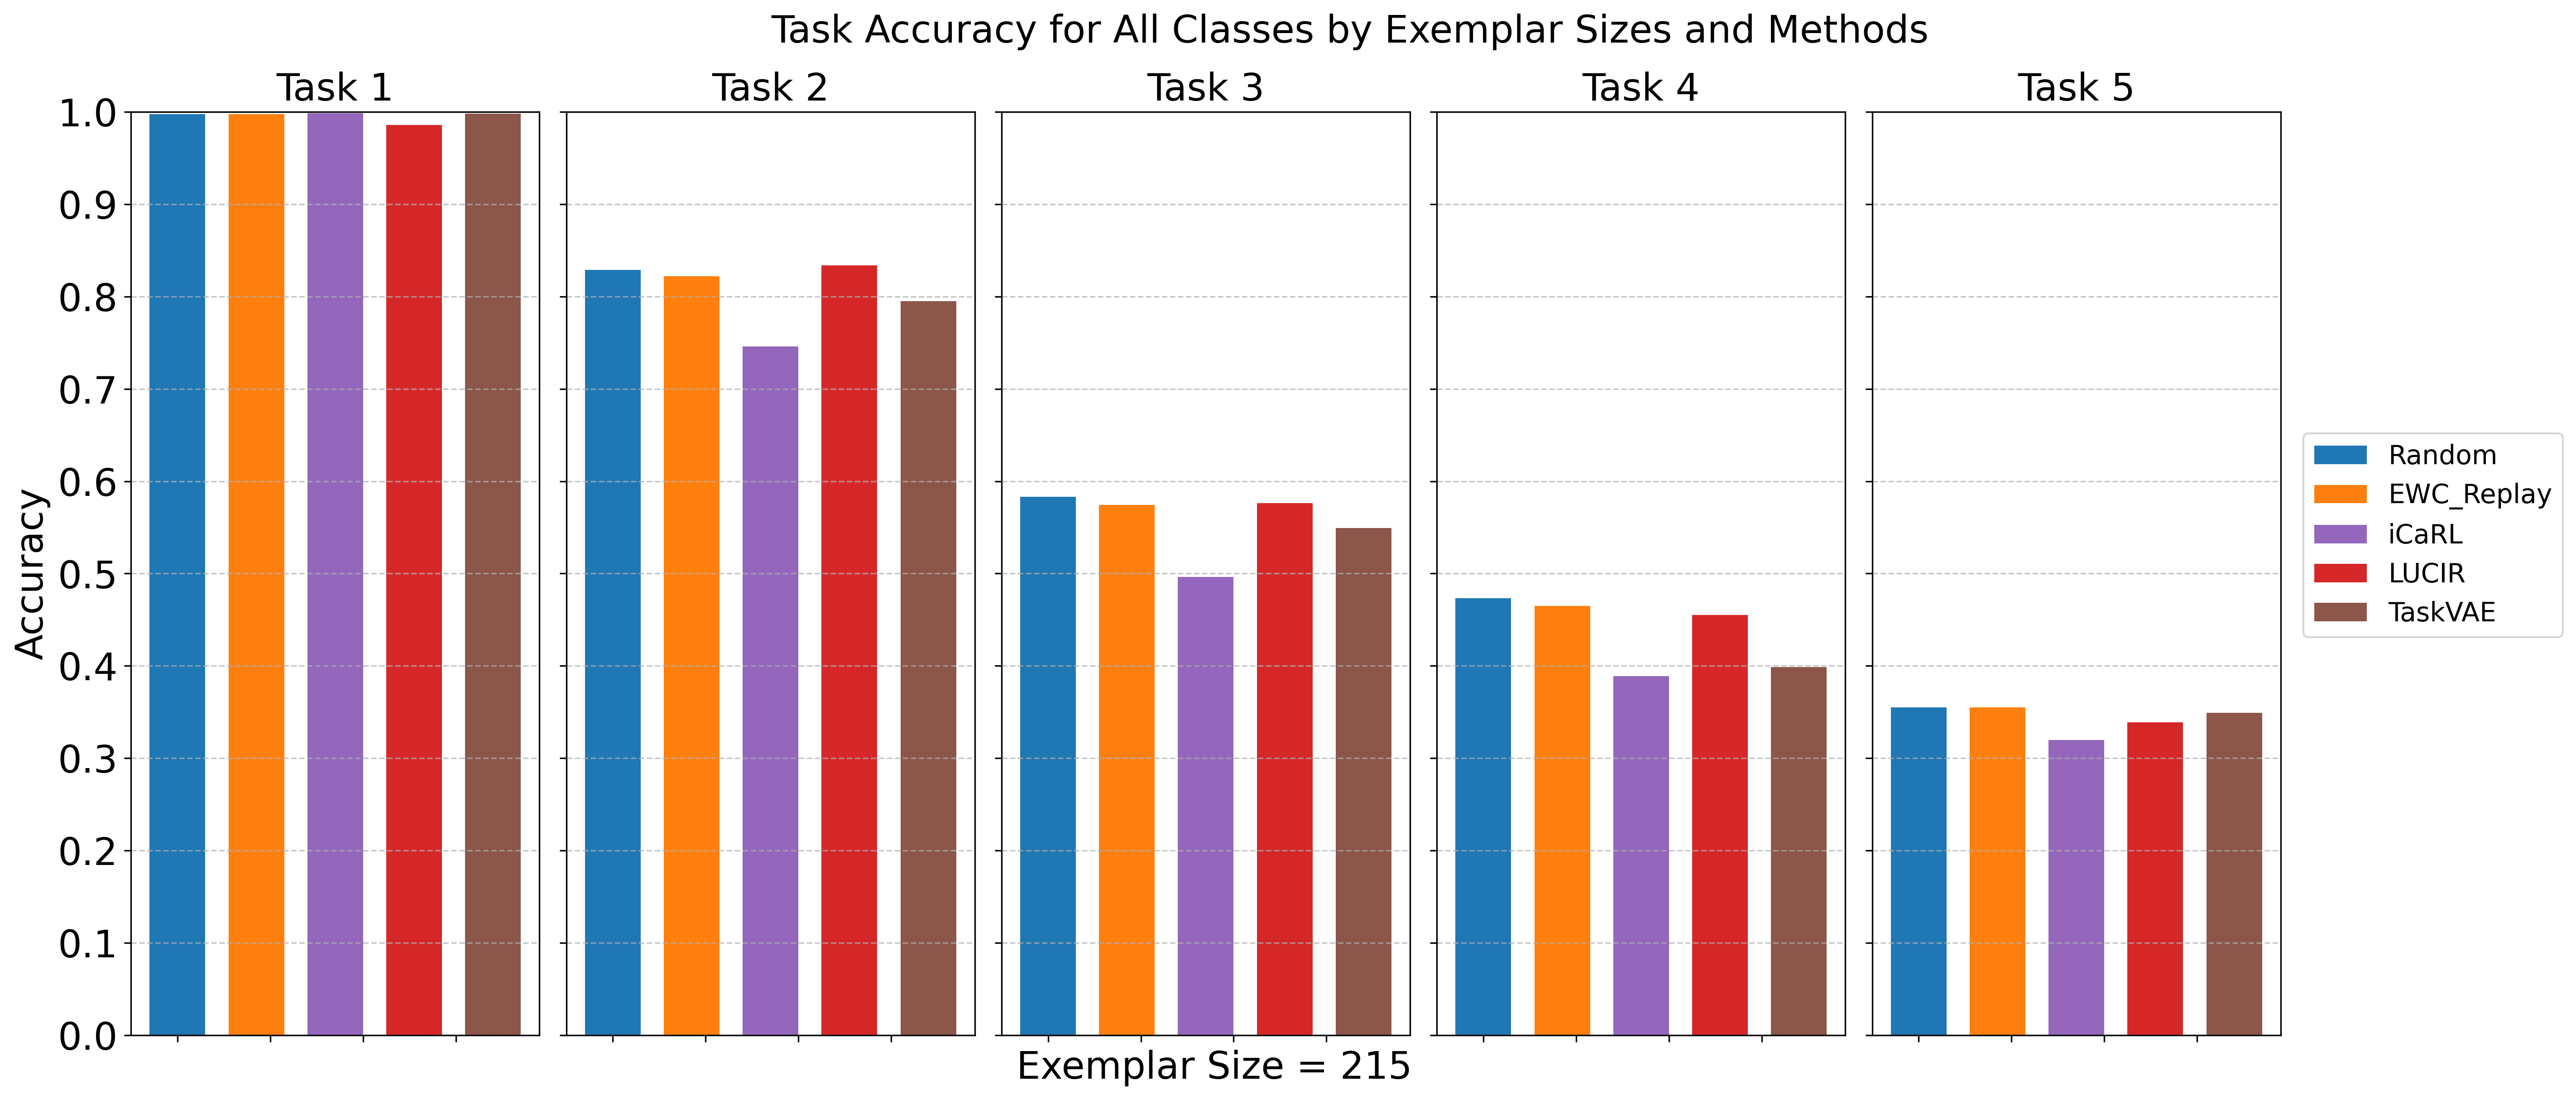 Task Accuracy for All Classes by Exemplar Sizes and Methods
Task 1
Task 2
Task 3
Task 4
Task 5
Accuracy
1.0
0.9
0.8
0.7
0.6
0.5
0.4
0.3
0.2
0.1
0.0
Exemplar Size = 215
Random
EWC_Replay
iCaRL
LUCIR
TaskVAE